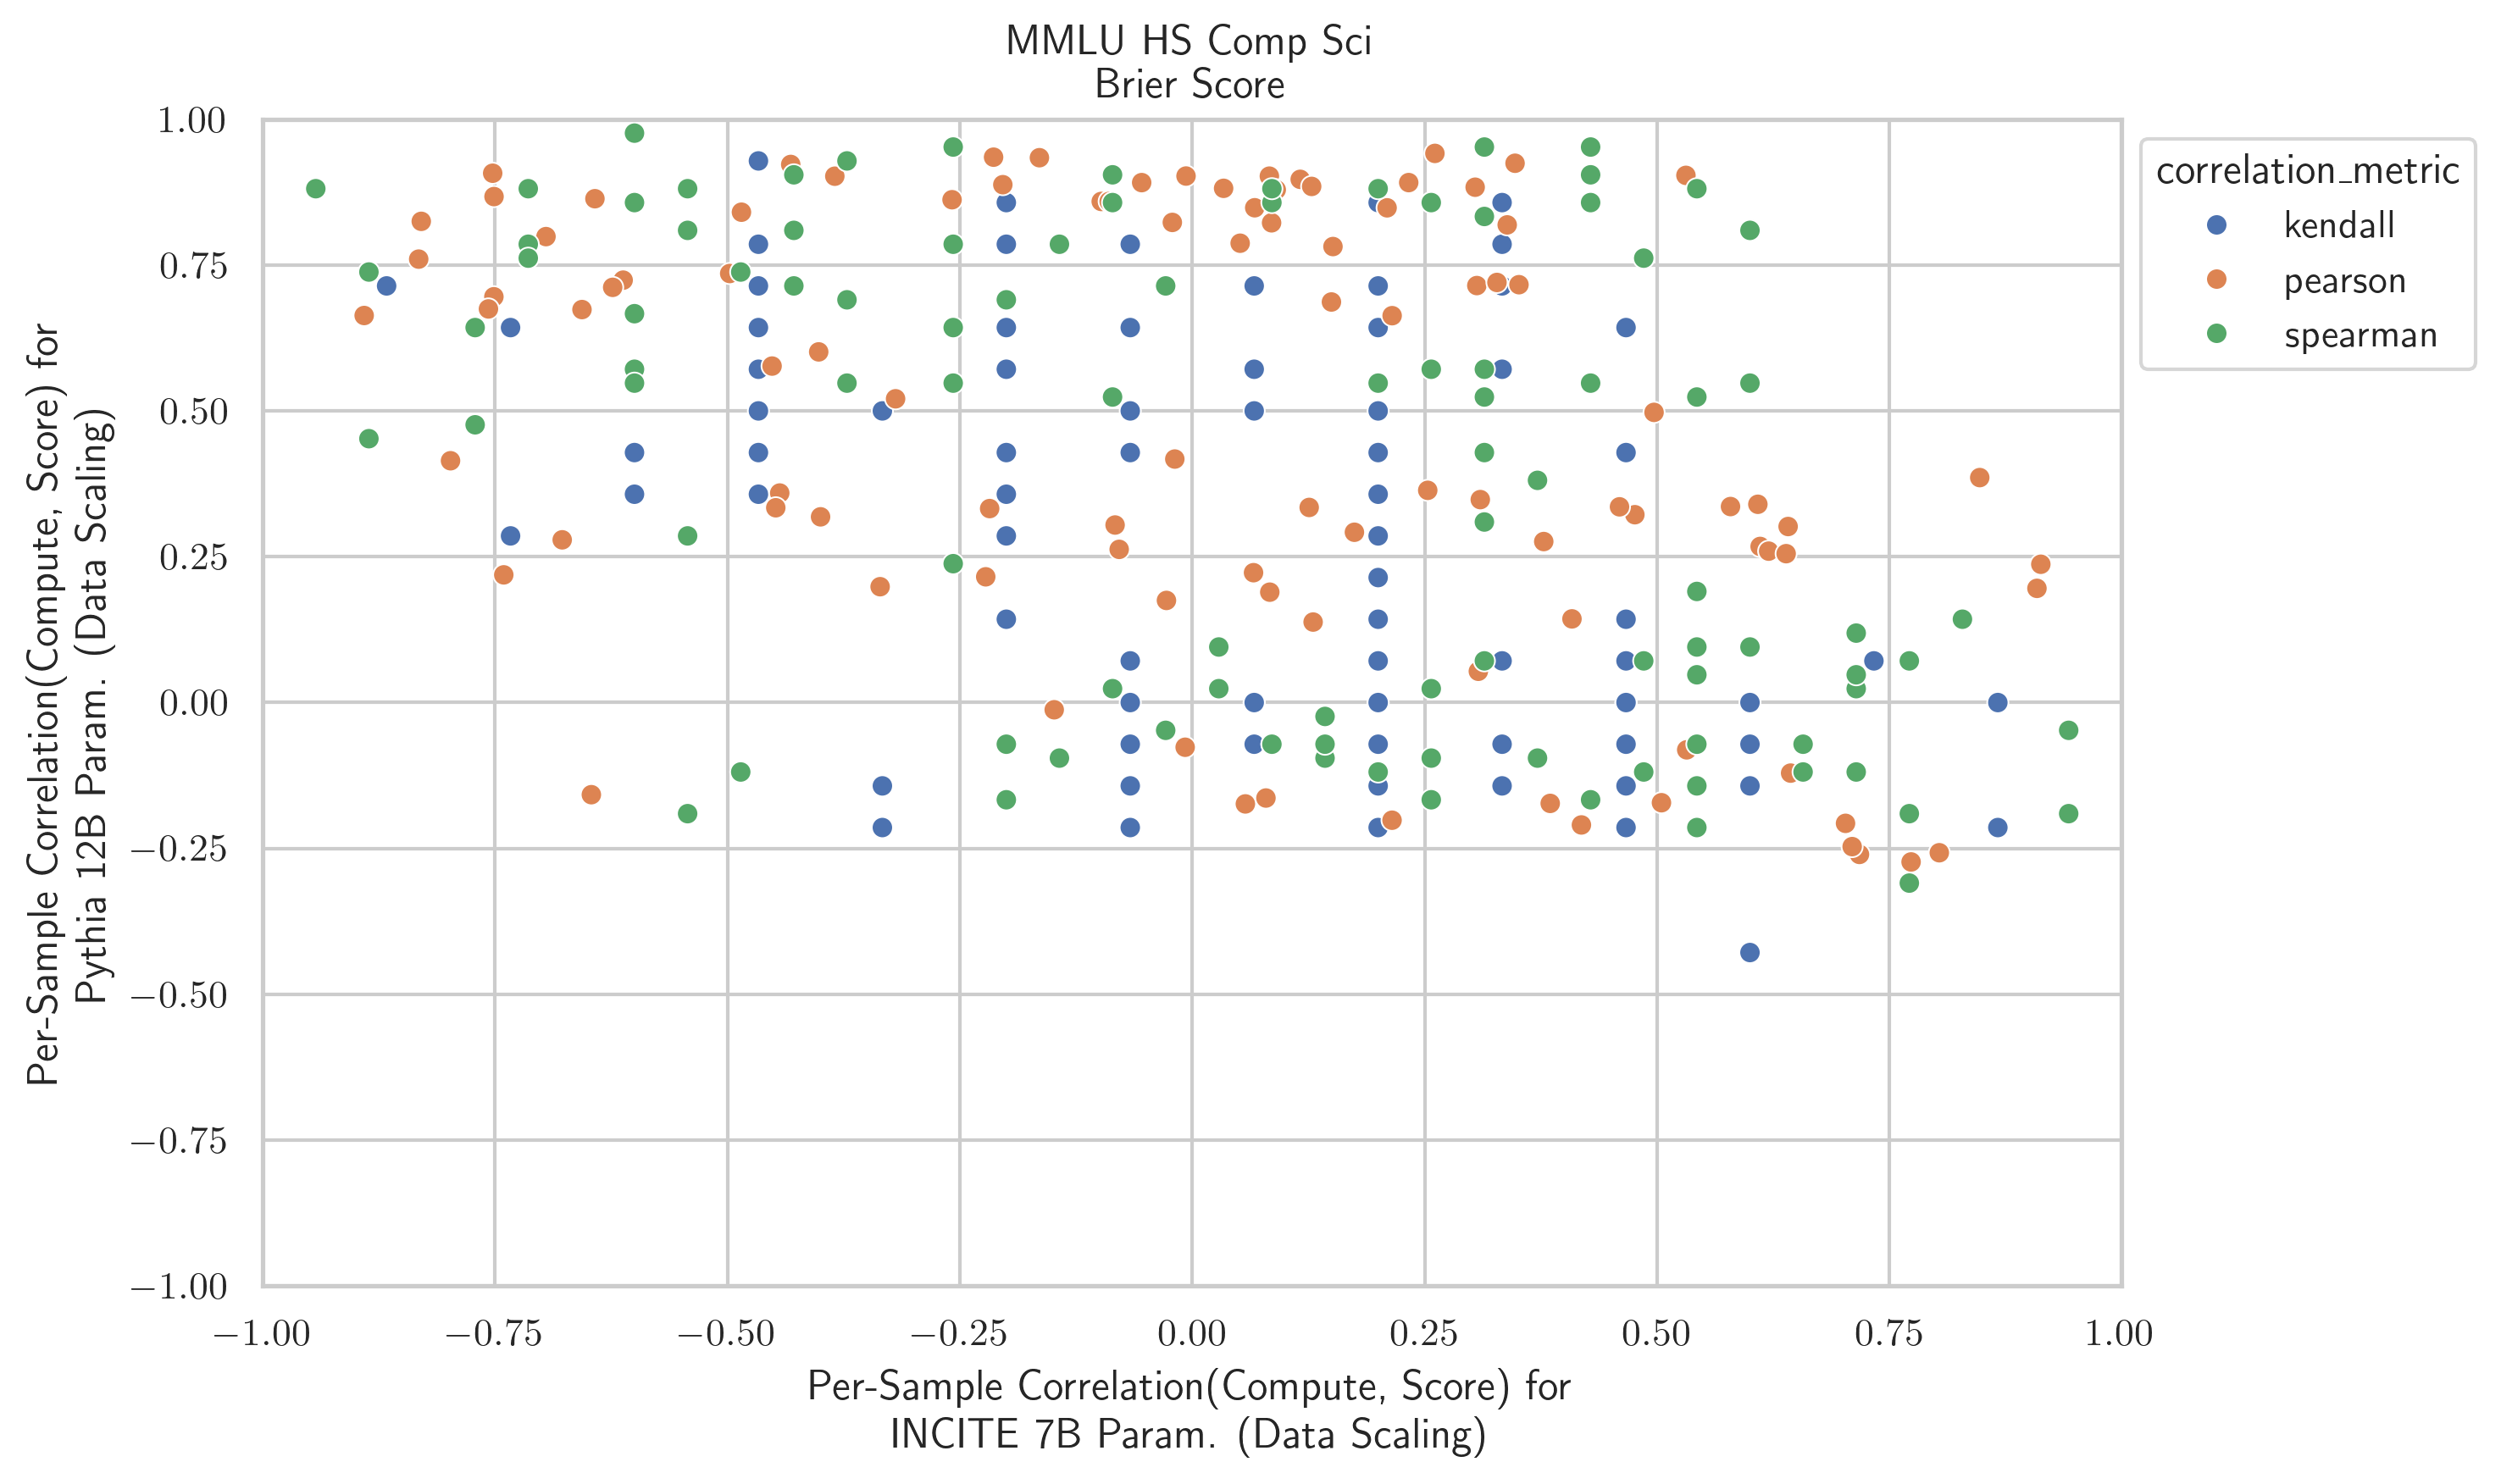 MMLU HS Comp Sci
Brier Score
Per-Sample Correlation(Compute, Score) for
Pythia 12B Param. (Data Scaling)
1.00
0.75
0.50
0.25
0.00
−0.25
−0.50
−0.75
−1.00
−1.00 −0.75 −0.50 −0.25 0.00 0.25 0.50 0.75 1.00
Per-Sample Correlation(Compute, Score) for
INCITE 7B Param. (Data Scaling)
correlation_metric
kendall
pearson
spearman